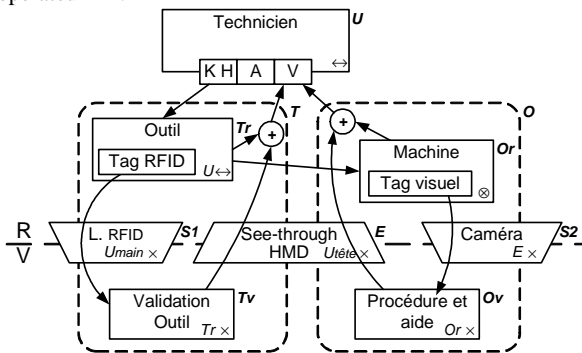 Technicien U
↔
K H A V
T
O
+
+
Outil Tr
Tag RFID
U↔
Machine Or
Tag visuel
⊗
R
V
L. RFID S1
Umain ×
See-through E
HMD Utête ×
Caméra S2
E ×
Validation Tv
Outil
Tr ×
Procédure et Ov
aide
Or ×